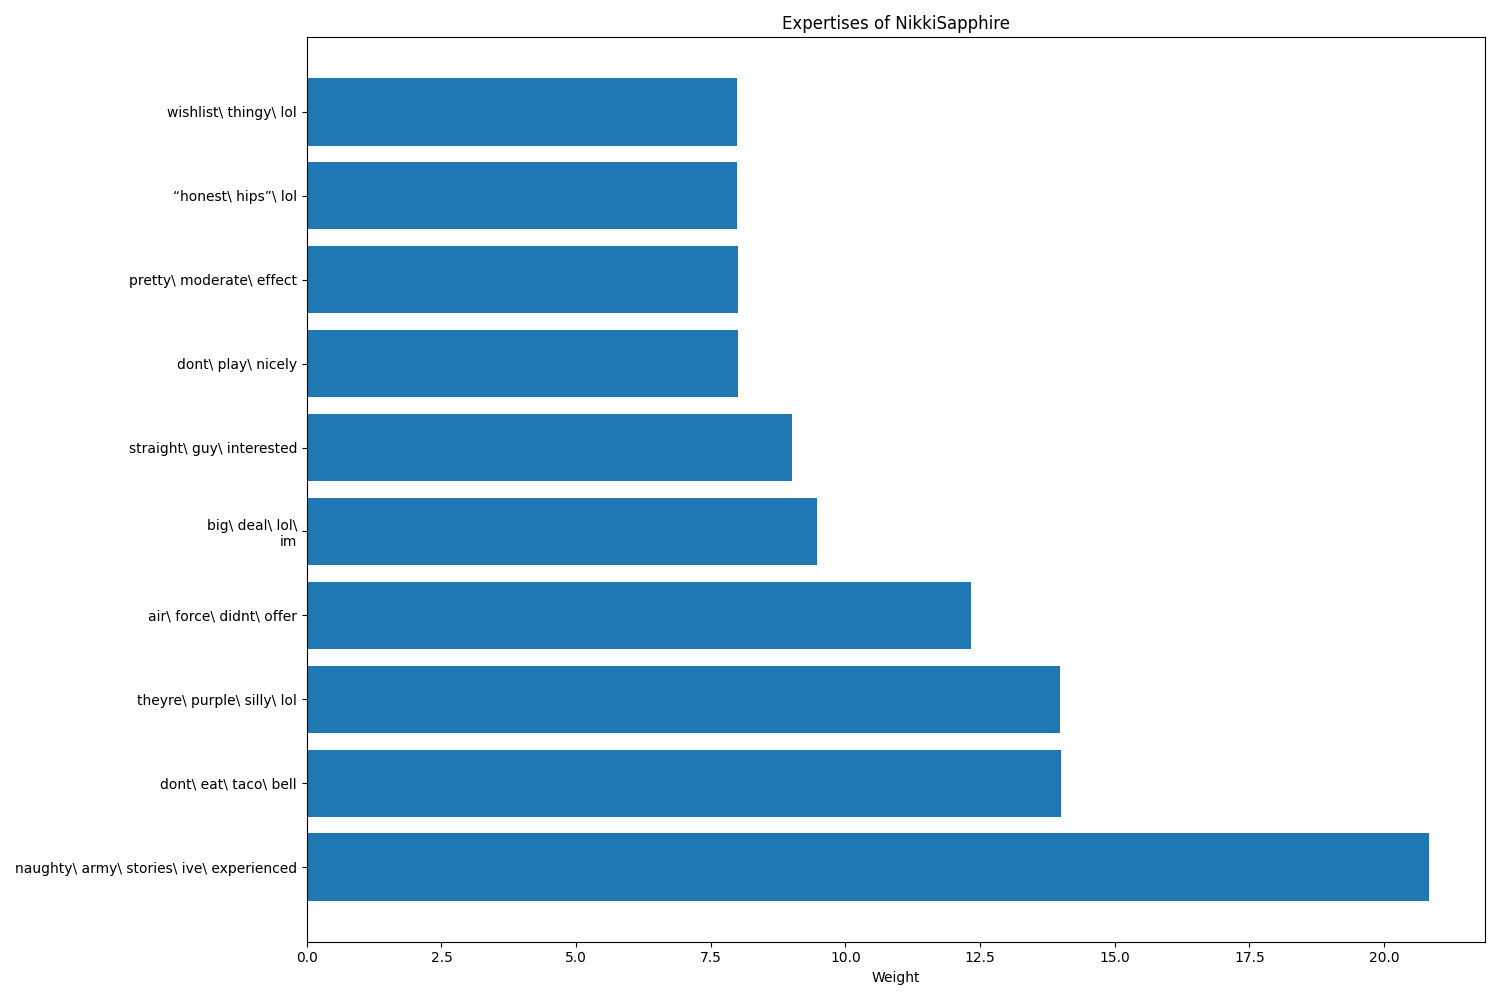 Expertises of NikkiSapphire
wishlist\ thingy\ lol
“honest\ hips”\ lol
pretty\ moderate\ effect
dont\ play\ nicely
straight\ guy\ interested
big\ deal\ lol\
im
air\ force\ didnt\ offer
theyre\ purple\ silly\ lol
dont\ eat\ taco\ bell
naughty\ army\ stories\ ive\ experienced
0.0 2.5 5.0 7.5 10.0 12.5 15.0 17.5 20.0
Weight